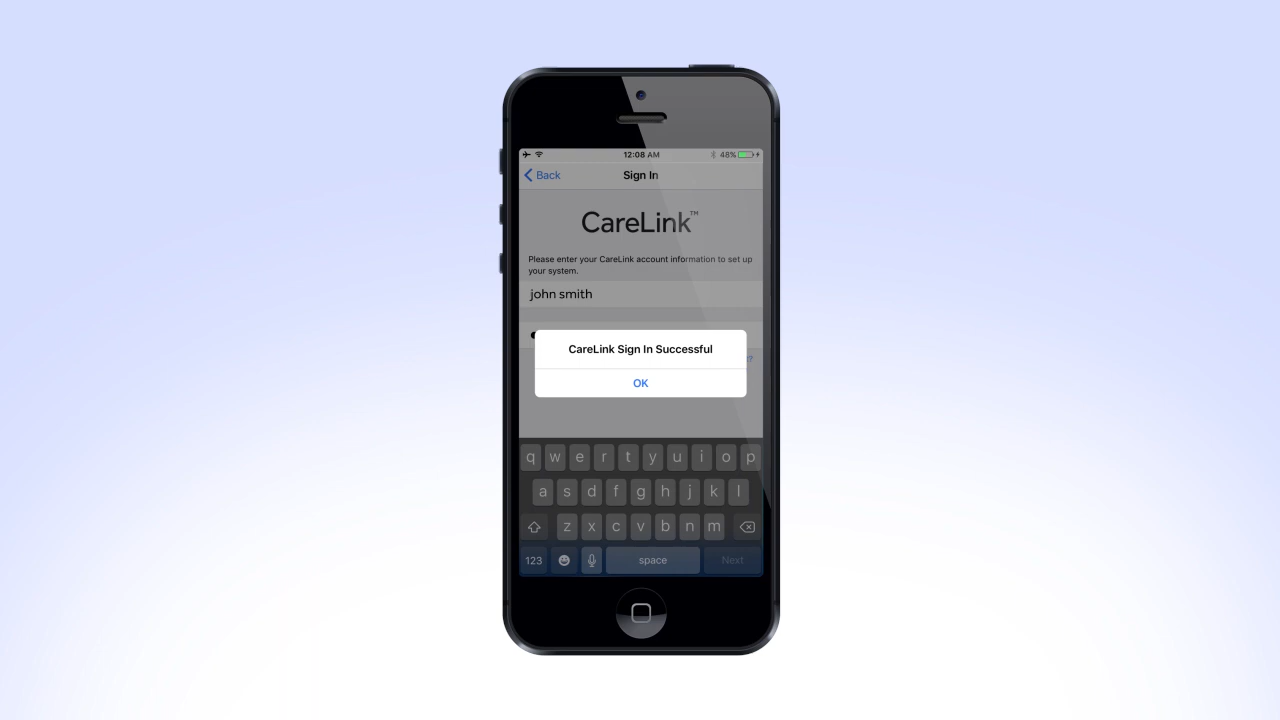 12:08 AM 48%
Back Sign In
CareLink™
Please enter your CareLink account information to set up
your system.
john smith
CareLink Sign In Successful
?
OK
q w e r t y u i o p
a s d f g h j k l
z x c v b n m
123 space Next